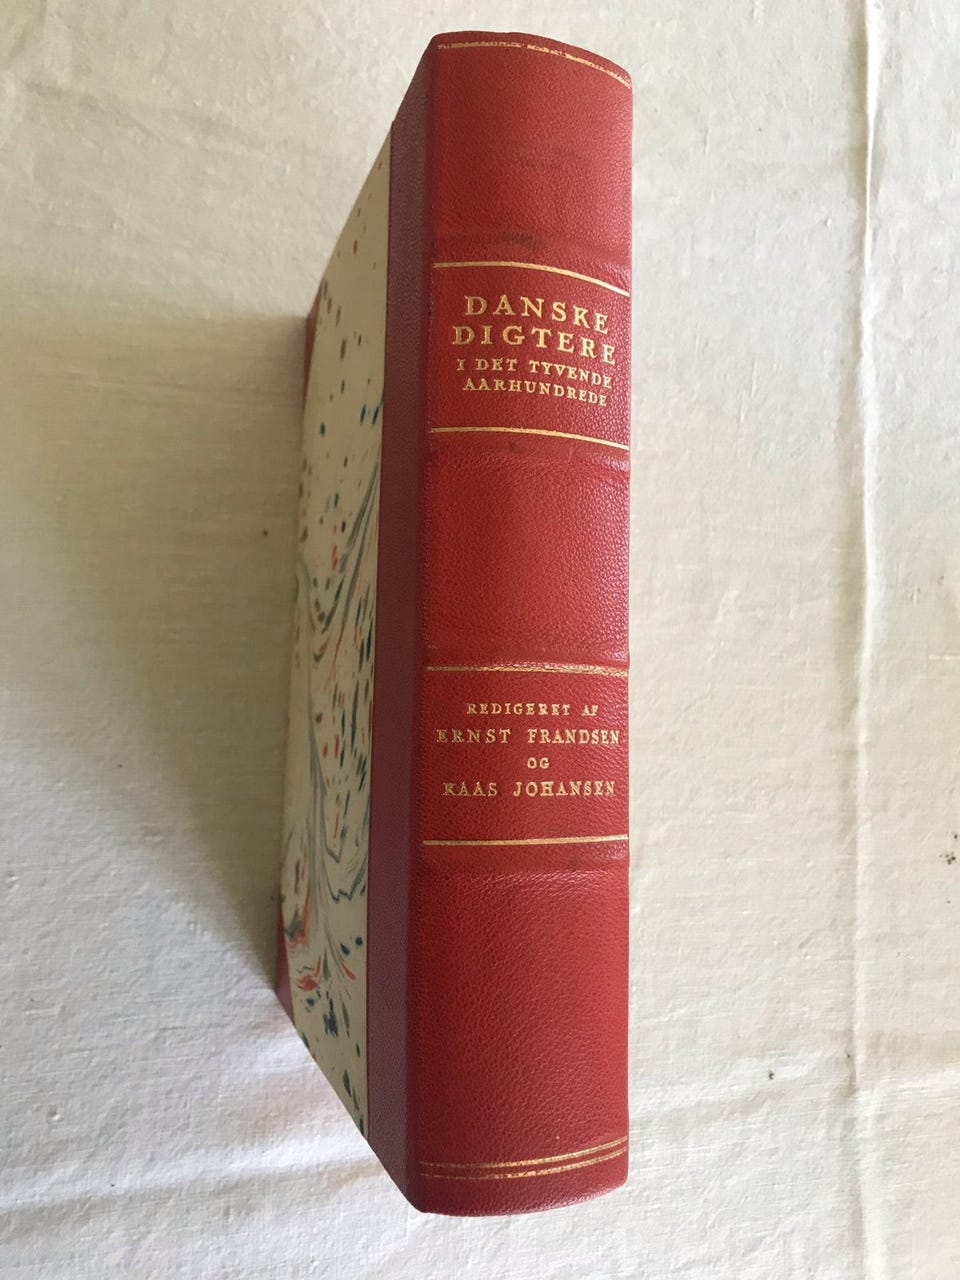 DANSKE
DIGTERE
I DET TYVENDE
AARHUNDREDE
REDIGERET AF
ERNST FRANDSEN
OG
KAAS JOHANSEN